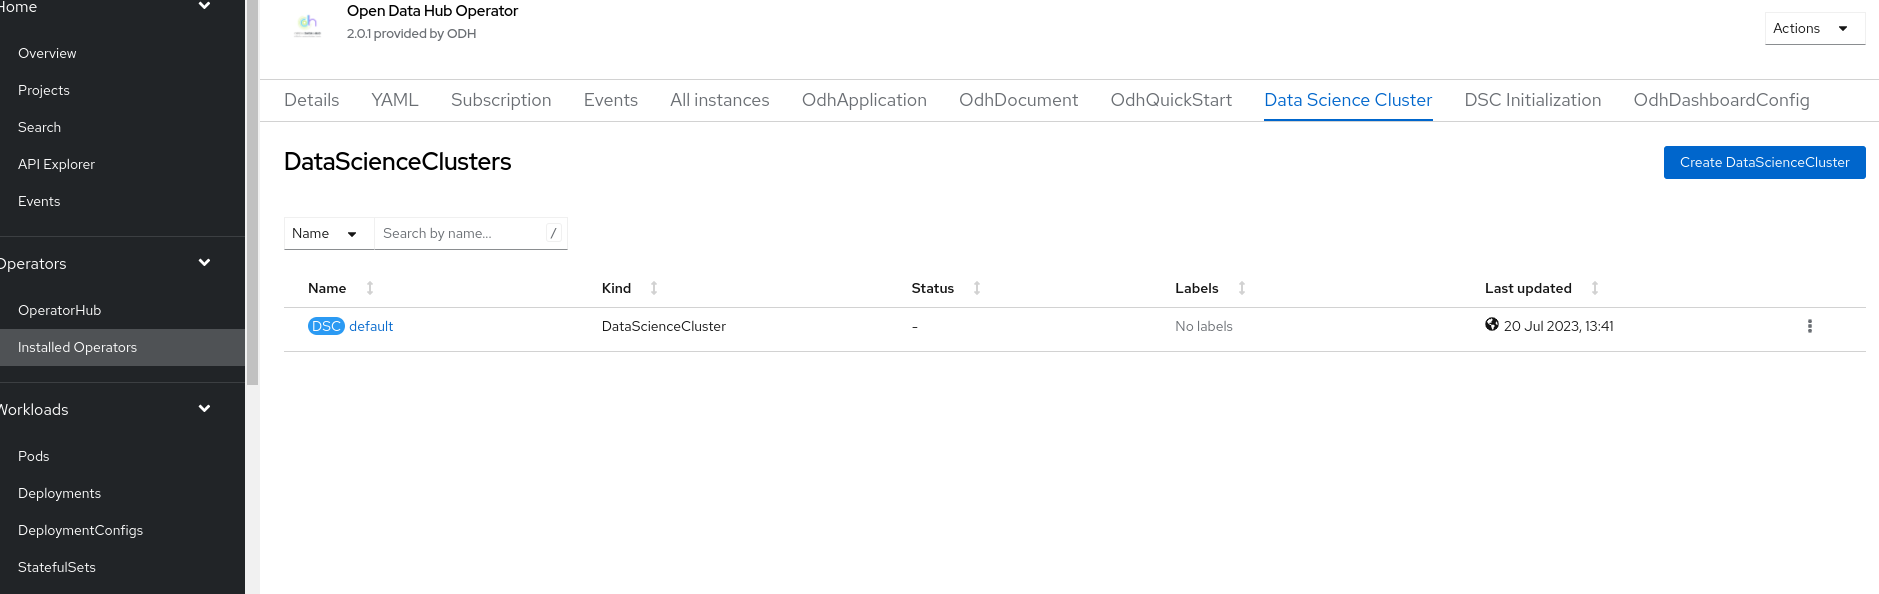 Home
Overview
Projects
Search
API Explorer
Events
Operators
OperatorHub
Installed Operators
Workloads
Pods
Deployments
DeploymentConfigs
StatefulSets
Open Data Hub Operator
2.0.1 provided by ODH
Actions
Details YAML Subscription Events All instances OdhApplication OdhDocument OdhQuickStart Data Science Cluster DSC Initialization OdhDashboardConfig
DataScienceClusters
Create DataScienceCluster
Name Search by name... /
Name Kind Status Labels Last updated
DSC default DataScienceCluster - No labels 20 Jul 2023, 13:41